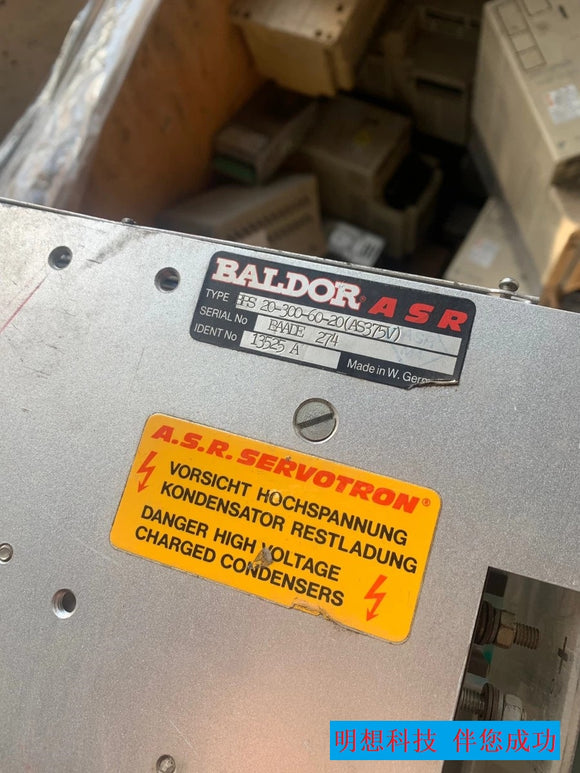 BALDOR® ASR
TYPE BPS 20-300-60-20(AS375V)
SERIAL No BAADE 274
IDENT No 13525 A
Made in W. Germ
A.S.R. SERVOTRON®
VORSICHT HOCHSPANNUNG
KONDENSATOR RESTLADUNG
DANGER HIGH VOLTAGE
CHARGED CONDENSERS
明想科技 伴您成功